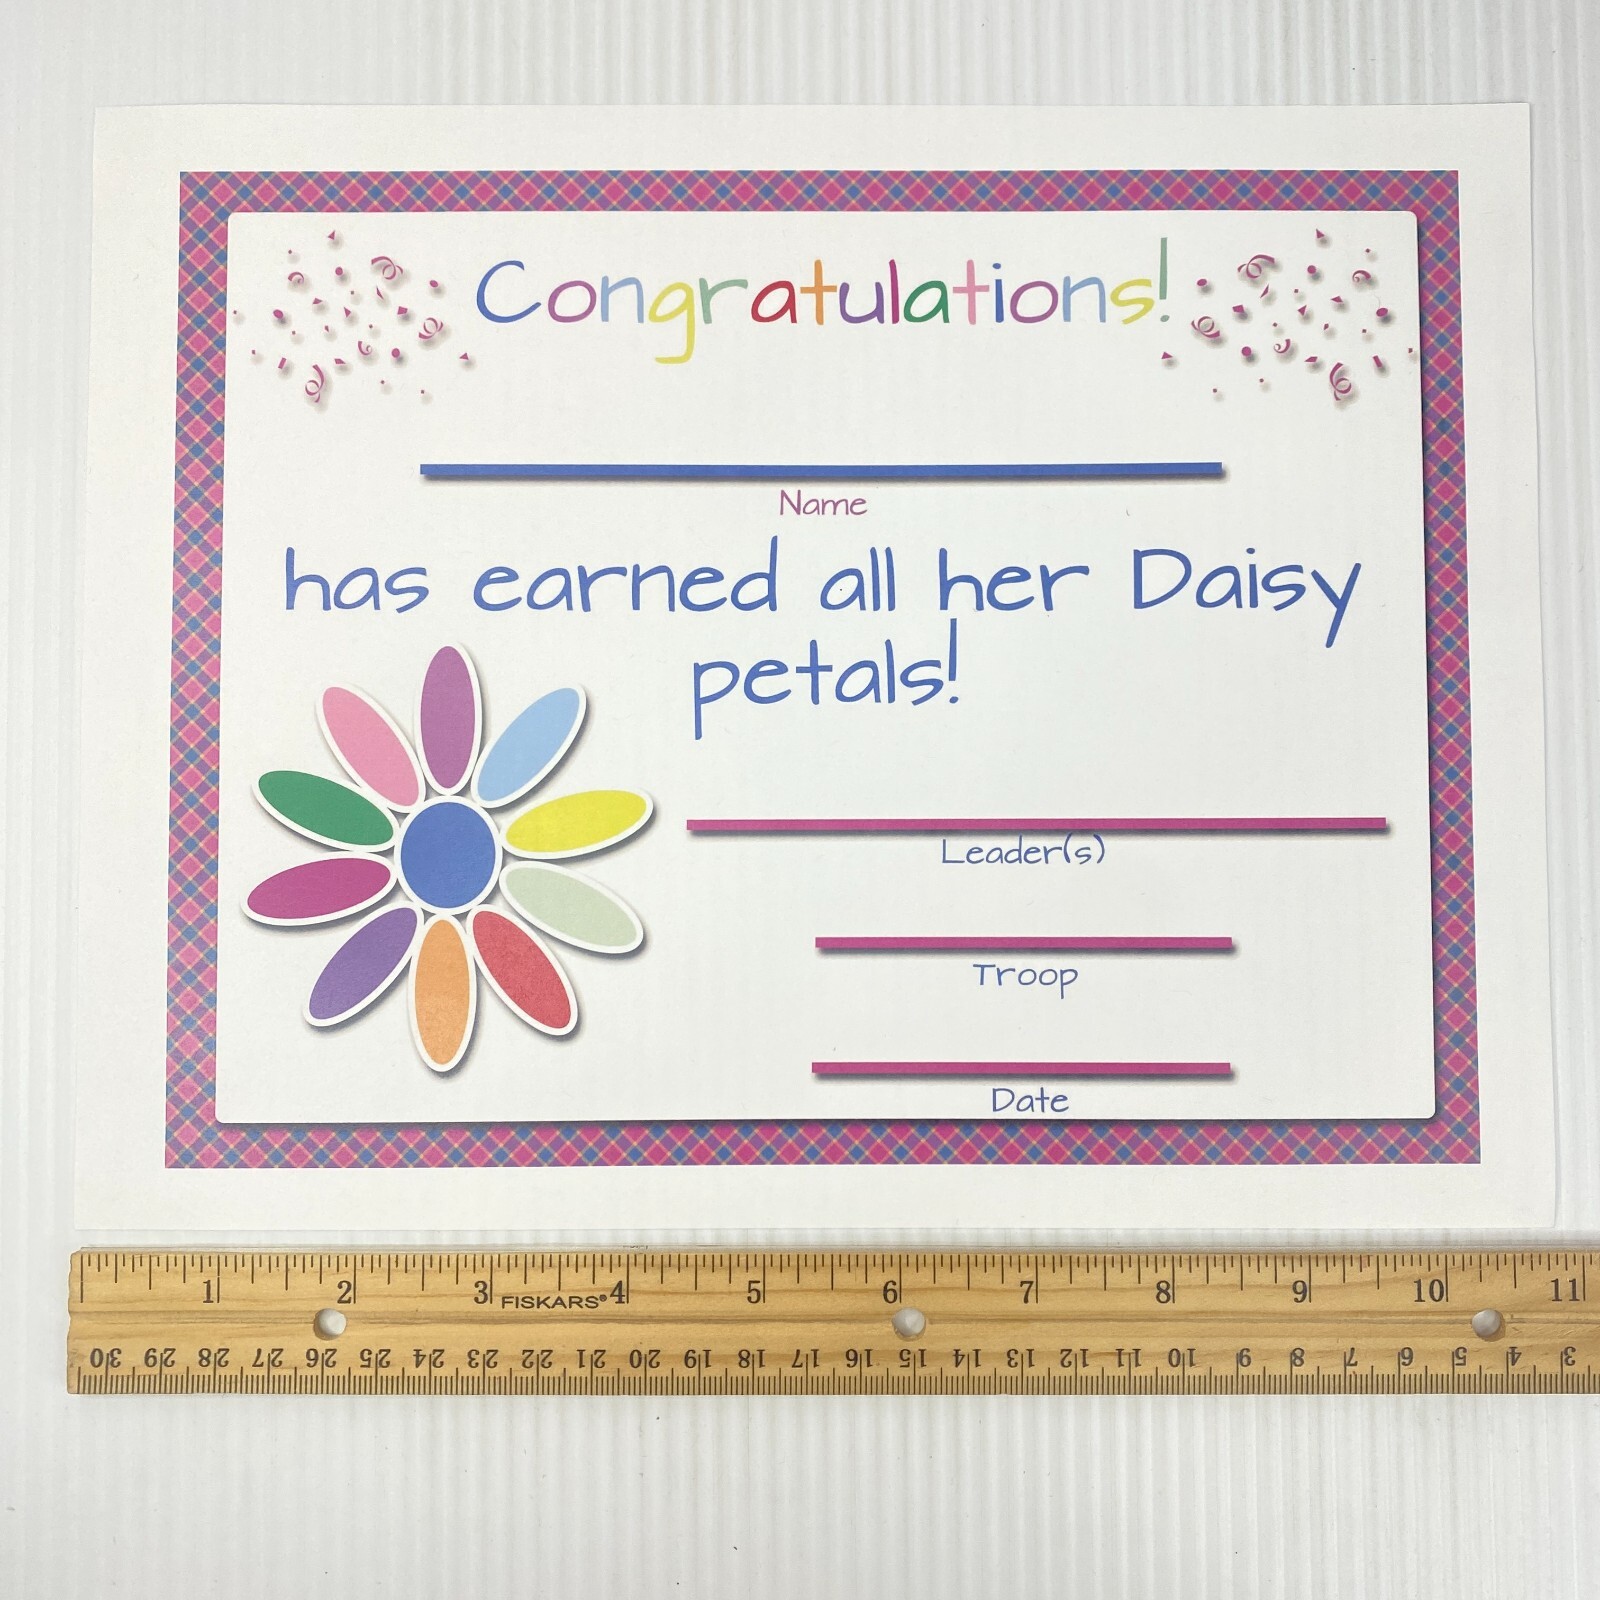 Congratulations!
Name
has earned all her Daisy
petals!
Leader(s)
Troop
Date
1 2 3 FISKARS® 4 5 6 7 8 9 10 11
30 29 28 27 26 25 24 23 22 21 20 19 18 17 16 15 14 13 12 11 10 9 8 7 6 5 4 3